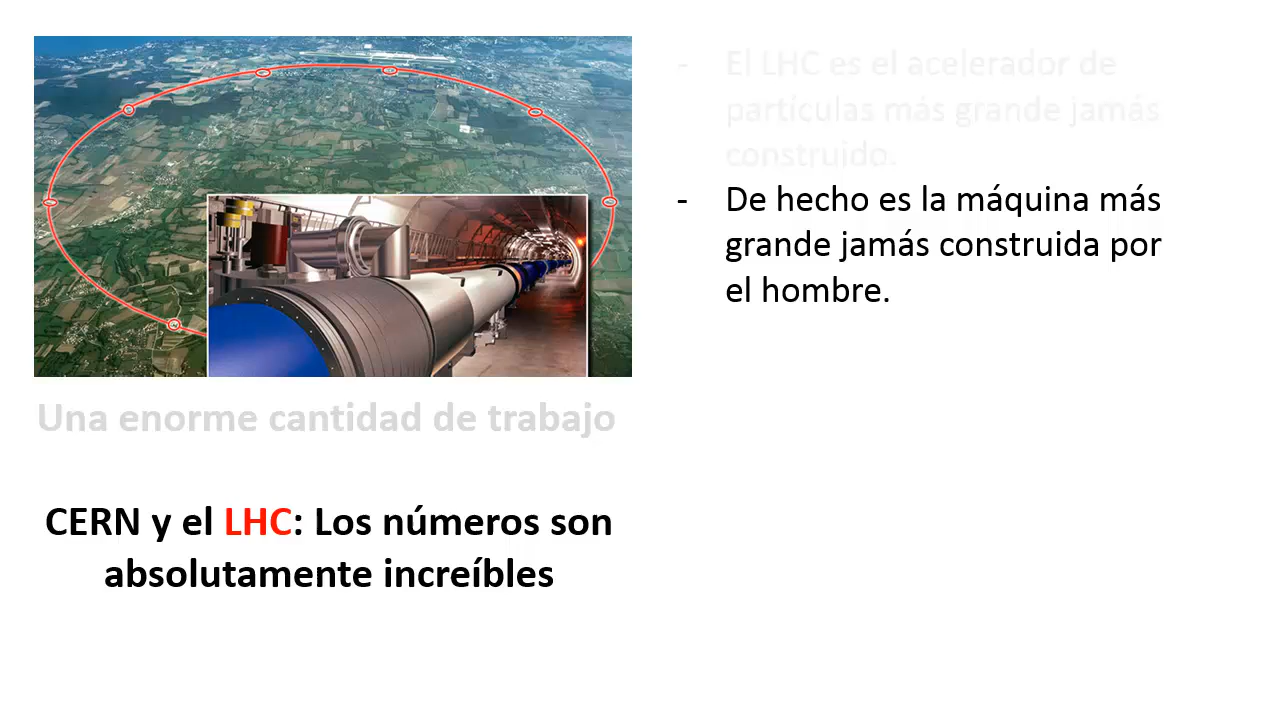 - El LHC es el acelerador de
partículas más grande jamás
construido.
- De hecho es la máquina más
grande jamás construida por
el hombre.
Una enorme cantidad de trabajo
CERN y el LHC: Los números son
absolutamente increíbles